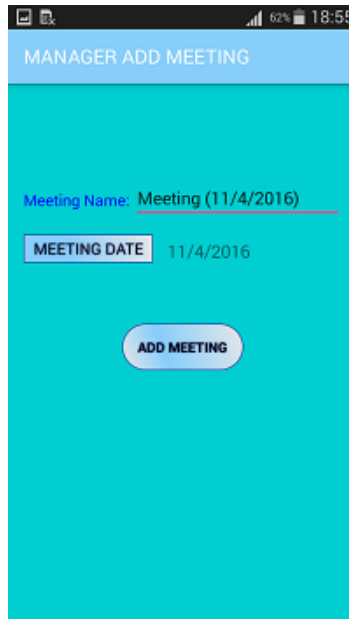 62% 18:55
MANAGER ADD MEETING
Meeting Name: Meeting (11/4/2016)
MEETING DATE 11/4/2016
ADD MEETING